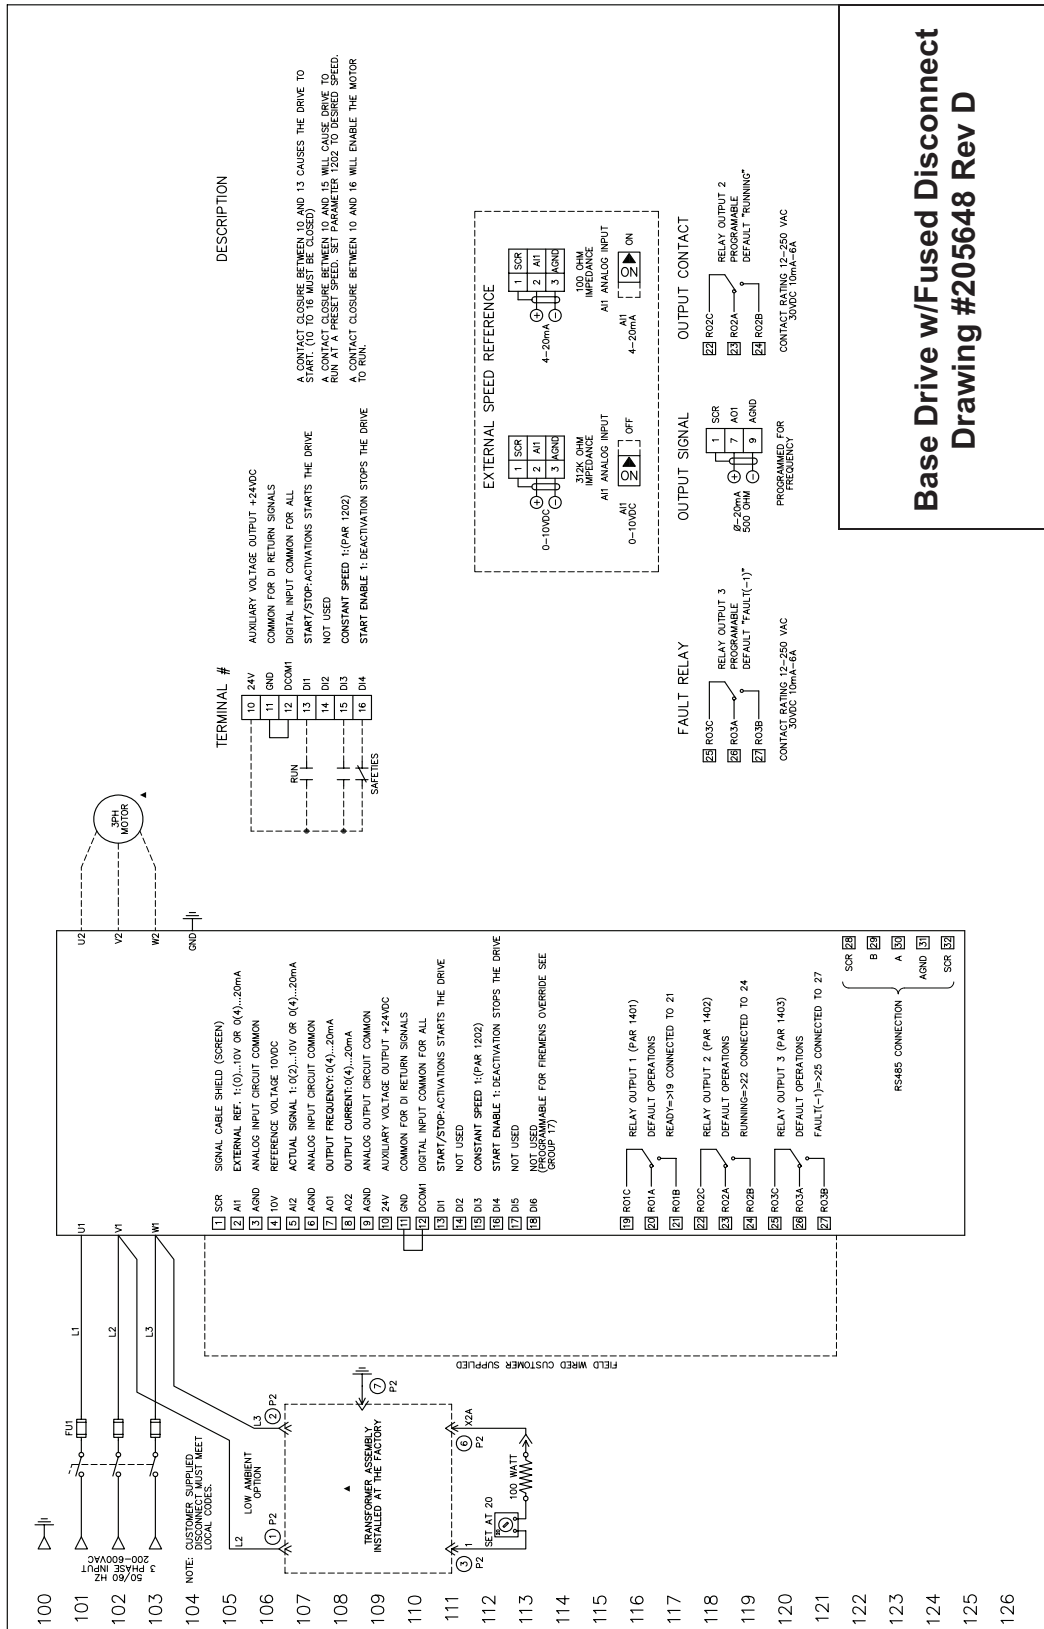 100
101
102
103
104
105
106
107
108
109
110
111
112
113
114
115
116
117
118
119
120
121
122
123
124
125
126
50/60 HZ
3 PHASE INPUT
200-600VAC
FU1
L1
L2
L3
NOTE: CUSTOMER SUPPLIED
DISCONNECT MUST MEET
LOCAL CODES.
LOW AMBIENT
OPTION
L2
L3
1 P2
2 P2
TRANSFORMER ASSEMBLY
INSTALLED AT THE FACTORY
7 P2
3 P2
1
6 P2
X2A
SET AT 20
100 WATT
FIELD WIRED CUSTOMER SUPPLIED
U1
V1
W1
U2
V2
W2
GND
3PH
MOTOR
1 SCR SIGNAL CABLE SHIELD (SCREEN)
2 AI1 EXTERNAL REF. 1:(0)...10V OR 0(4)...20mA
3 AGND ANALOG INPUT CIRCUIT COMMON
4 10V REFERENCE VOLTAGE 10VDC
5 AI2 ACTUAL SIGNAL 1: 0(2)...10V OR 0(4)...20mA
6 AGND ANALOG INPUT CIRCUIT COMMON
7 AO1 OUTPUT FREQUENCY:0(4)...20mA
8 AO2 OUTPUT CURRENT:0(4)...20mA
9 AGND ANALOG OUTPUT CIRCUIT COMMON
10 24V AUXILIARY VOLTAGE OUTPUT +24VDC
11 GND COMMON FOR DI RETURN SIGNALS
12 DCOM1 DIGITAL INPUT COMMON FOR ALL
13 DI1 START/STOP:ACTIVATIONS STARTS THE DRIVE
14 DI2 NOT USED
15 DI3 CONSTANT SPEED 1:(PAR 1202)
16 DI4 START ENABLE 1: DEACTIVATION STOPS THE DRIVE
17 DI5 NOT USED
18 DI6 NOT USED
(PROGRAMMABLE FOR FIREMENS OVERRIDE SEE
GROUP 17)
19 RO1C RELAY OUTPUT 1 (PAR 1401)
20 RO1A DEFAULT OPERATIONS
21 RO1B READY=>19 CONNECTED TO 21
22 RO2C RELAY OUTPUT 2 (PAR 1402)
23 RO2A DEFAULT OPERATIONS
24 RO2B RUNNING=>22 CONNECTED TO 24
25 RO3C RELAY OUTPUT 3 (PAR 1403)
26 RO3A DEFAULT OPERATIONS
27 RO3B FAULT(-1)=>25 CONNECTED TO 27
RS485 CONNECTION
SCR 28
B 29
A 30
AGND 31
SCR 32
TERMINAL #
DESCRIPTION
10 24V AUXILIARY VOLTAGE OUTPUT +24VDC
11 GND COMMON FOR DI RETURN SIGNALS
12 DCOM1 DIGITAL INPUT COMMON FOR ALL
13 DI1 START/STOP:ACTIVATIONS STARTS THE DRIVE
14 DI2 NOT USED
15 DI3 CONSTANT SPEED 1:(PAR 1202)
16 DI4 START ENABLE 1: DEACTIVATION STOPS THE DRIVE
RUN
SAFETIES
A CONTACT CLOSURE BETWEEN 10 AND 13 CAUSES THE DRIVE TO
START. (10 TO 16 MUST BE CLOSED)
A CONTACT CLOSURE BETWEEN 10 AND 15 WILL CAUSE DRIVE TO
RUN AT A PRESET SPEED. SET PARAMETER 1202 TO DESIRED SPEED.
A CONTACT CLOSURE BETWEEN 10 AND 16 WILL ENABLE THE MOTOR
TO RUN.
EXTERNAL SPEED REFERENCE
0-10VDC
1 SCR
2 AI1
3 AGND
312K OHM
IMPEDANCE
AI1 ANALOG INPUT
AI1
0-10VDC
ON
OFF
4-20mA
1 SCR
2 AI1
3 AGND
100 OHM
IMPEDANCE
AI1 ANALOG INPUT
AI1
4-20mA
ON
ON
FAULT RELAY
25 RO3C
26 RO3A
27 RO3B
RELAY OUTPUT 3
PROGRAMABLE
DEFAULT "FAULT(-1)"
CONTACT RATING 12-250 VAC
30VDC 10mA-6A
OUTPUT SIGNAL
1 SCR
7 AO1
9 AGND
Ø-20mA
500 OHM
PROGRAMMED FOR
FREQUENCY
OUTPUT CONTACT
22 RO2C
23 RO2A
24 RO2B
RELAY OUTPUT 2
PROGRAMABLE
DEFAULT "RUNNING"
CONTACT RATING 12-250 VAC
30VDC 10mA-6A
Base Drive w/Fused Disconnect
Drawing #205648 Rev D